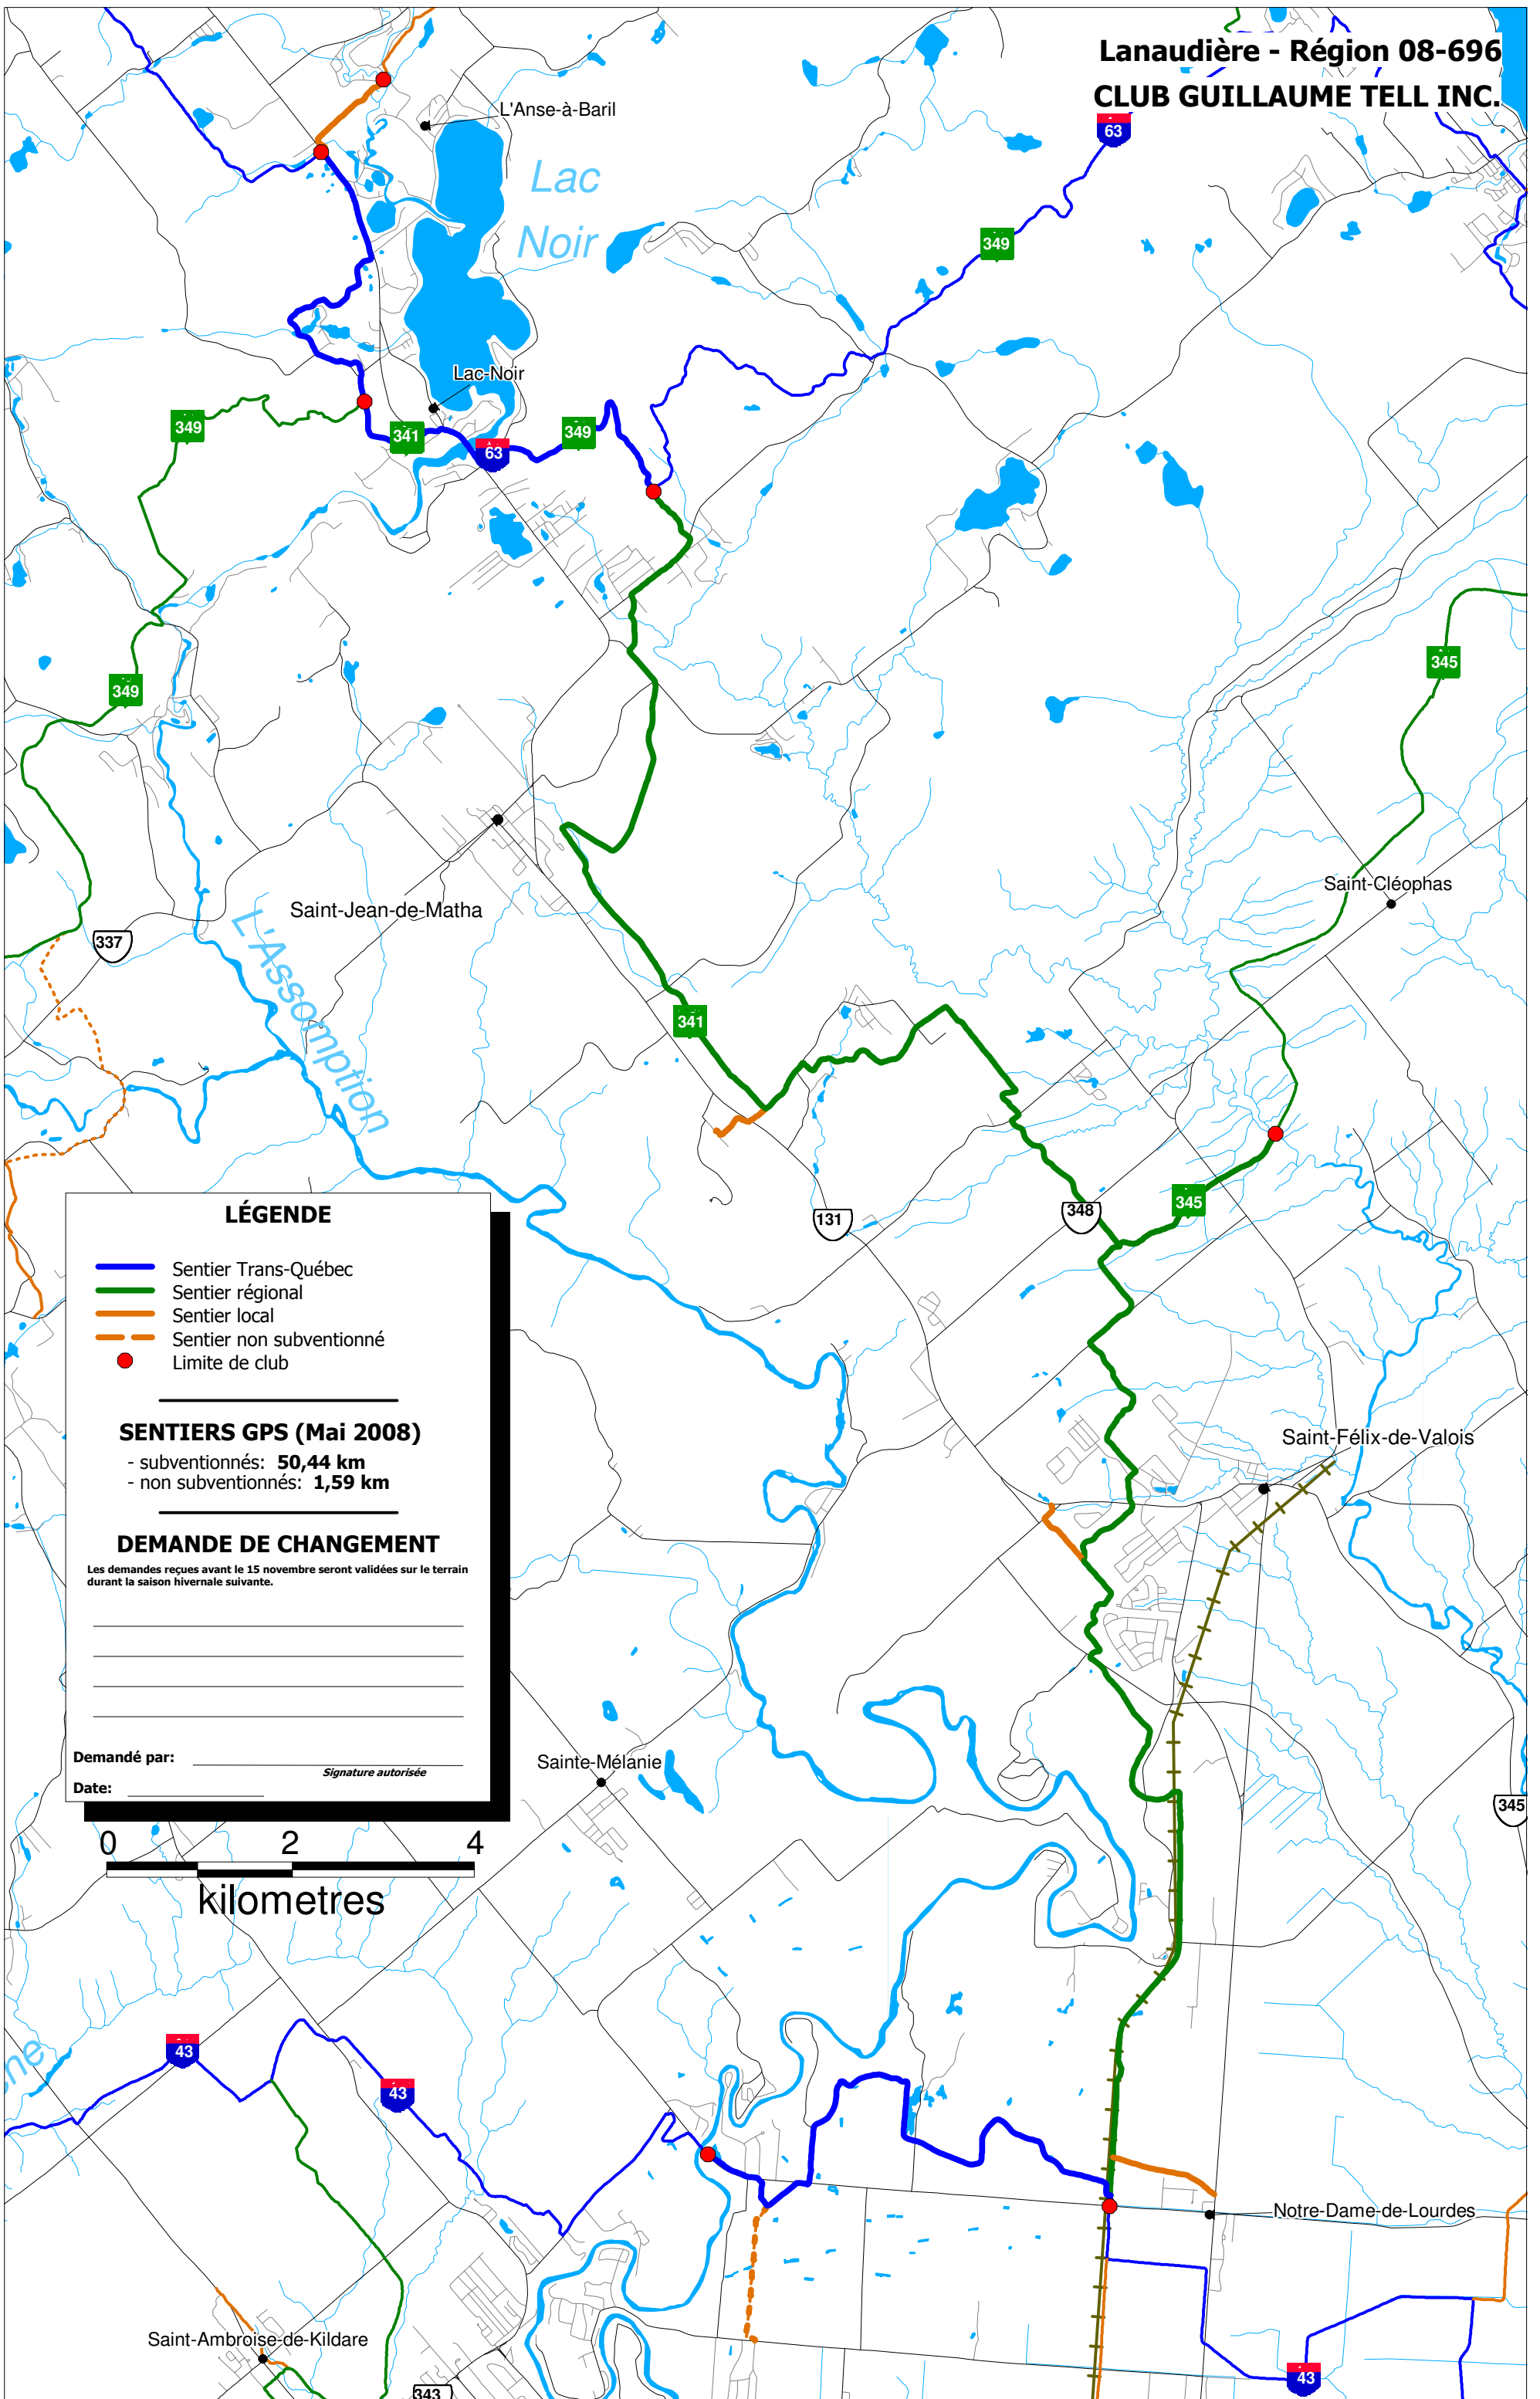 Lanaudière - Région 08-696
CLUB GUILLAUME TELL INC.
63
L'Anse-à-Baril
Lac
Noir
349
Lac-Noir
349
341
63
349
345
349
Saint-Cléophas
Saint-Jean-de-Matha
337
L'Assomption
341
131
348
345
LÉGENDE
Sentier Trans-Québec
Sentier régional
Sentier local
Sentier non subventionné
Limite de club
SENTIERS GPS (Mai 2008)
- subventionnés: 50,44 km
- non subventionnés: 1,59 km
DEMANDE DE CHANGEMENT
Les demandes reçues avant le 15 novembre seront validées sur le terrain
durant la saison hivernale suivante.
Demandé par:
Signature autorisée
Date:
Saint-Félix-de-Valois
Sainte-Mélanie
345
0 2 4
kilometres
ne
43
43
Notre-Dame-de-Lourdes
Saint-Ambroise-de-Kildare
43
343